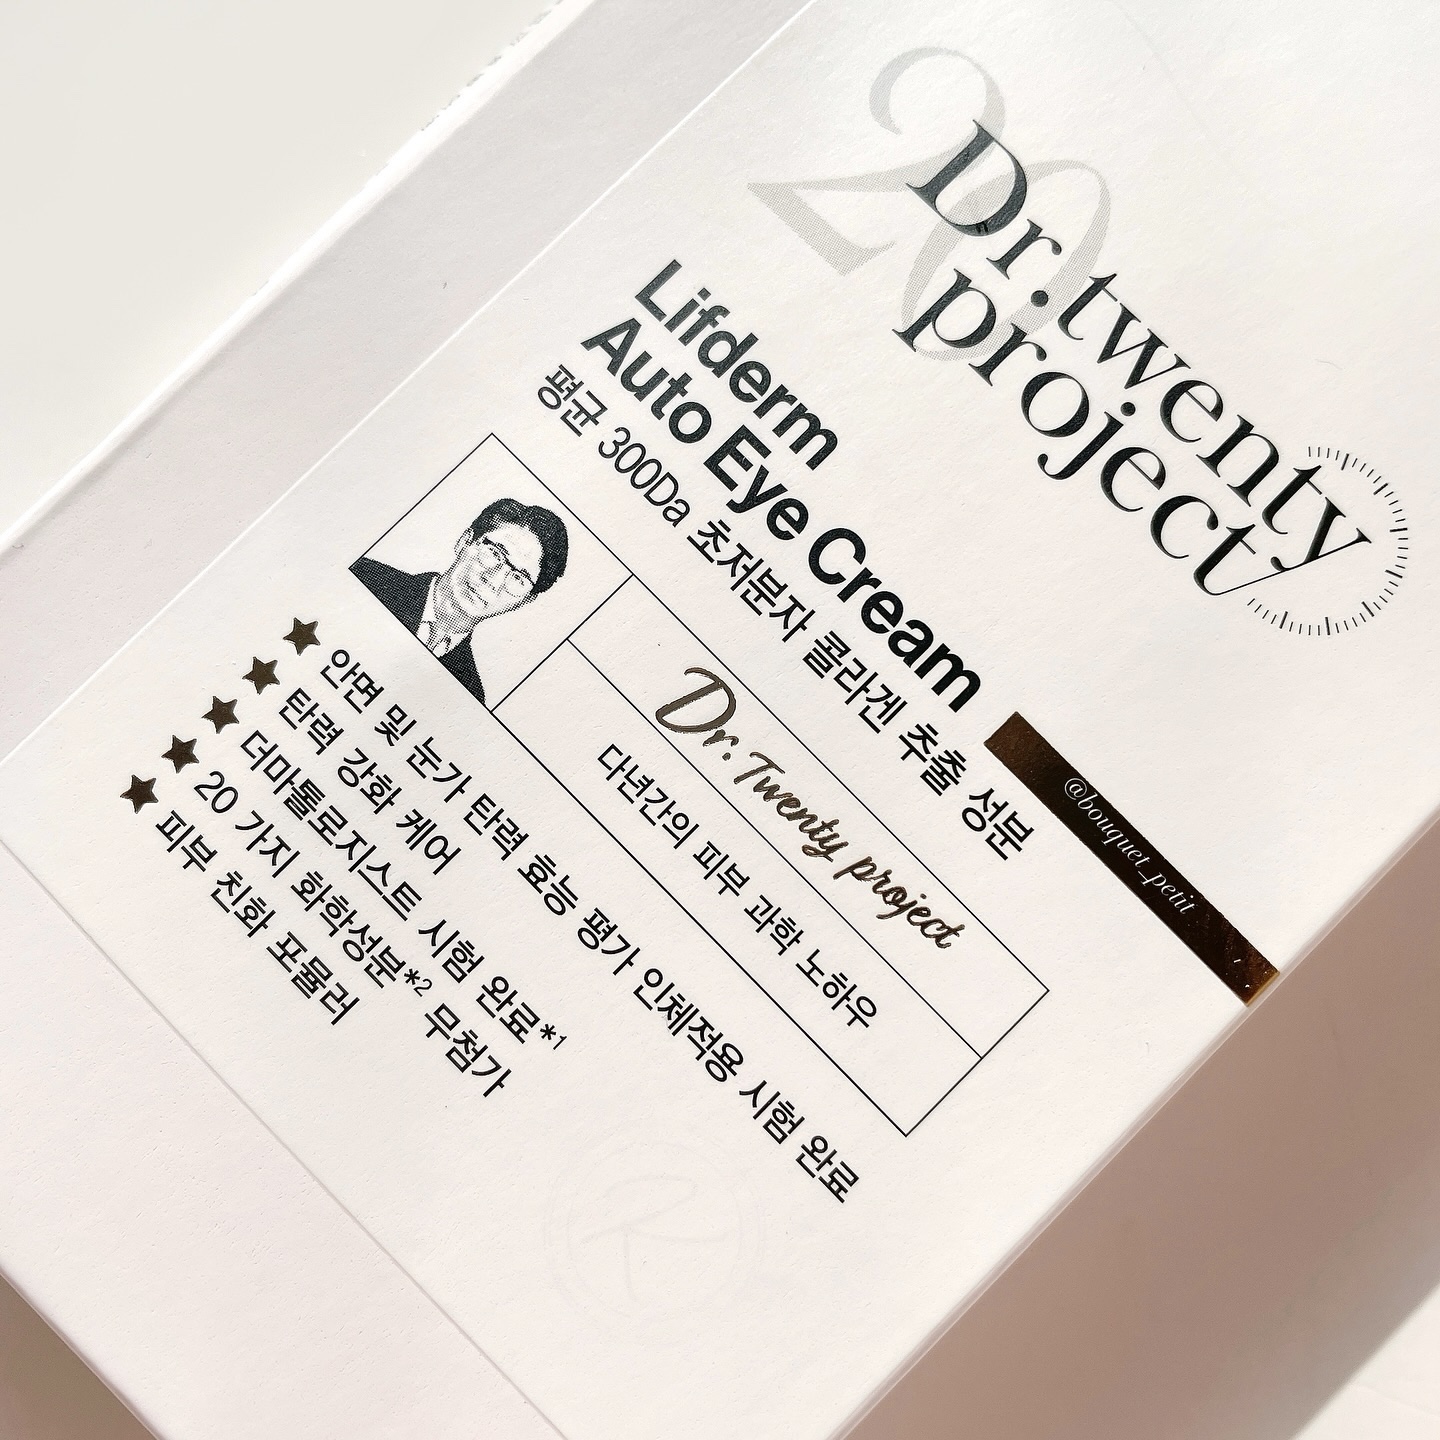 20
Dr.twenty
project
Lifderm
Auto Eye Cream
평균 300Da 초저분자 콜라겐 추출 성분
Dr. Twenty project
다년간의 피부 과학 노하우
★ 안면 및 눈가 탄력 효능 평가 인체적용 시험 완료
★ 탄력 강화 케어
★ 더마톨로지스트 시험 완료*1
★ 20 가지 화학성분*2 무첨가
★ 피부 친화 포뮬러
@bouquet_petit
R